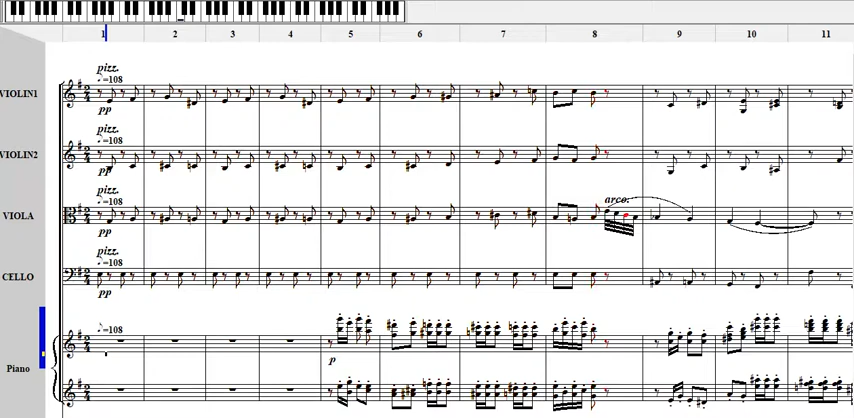 1 2 3 4 5 6 7 8 9 10 11
pizz.
♪=108
VIOLIN1
pp
pizz.
♪=108
VIOLIN2
pp
pizz.
♪=108
arco.
VIOLA
pp
pizz.
♪=108
CELLO
pp
♪=108
p
Piano